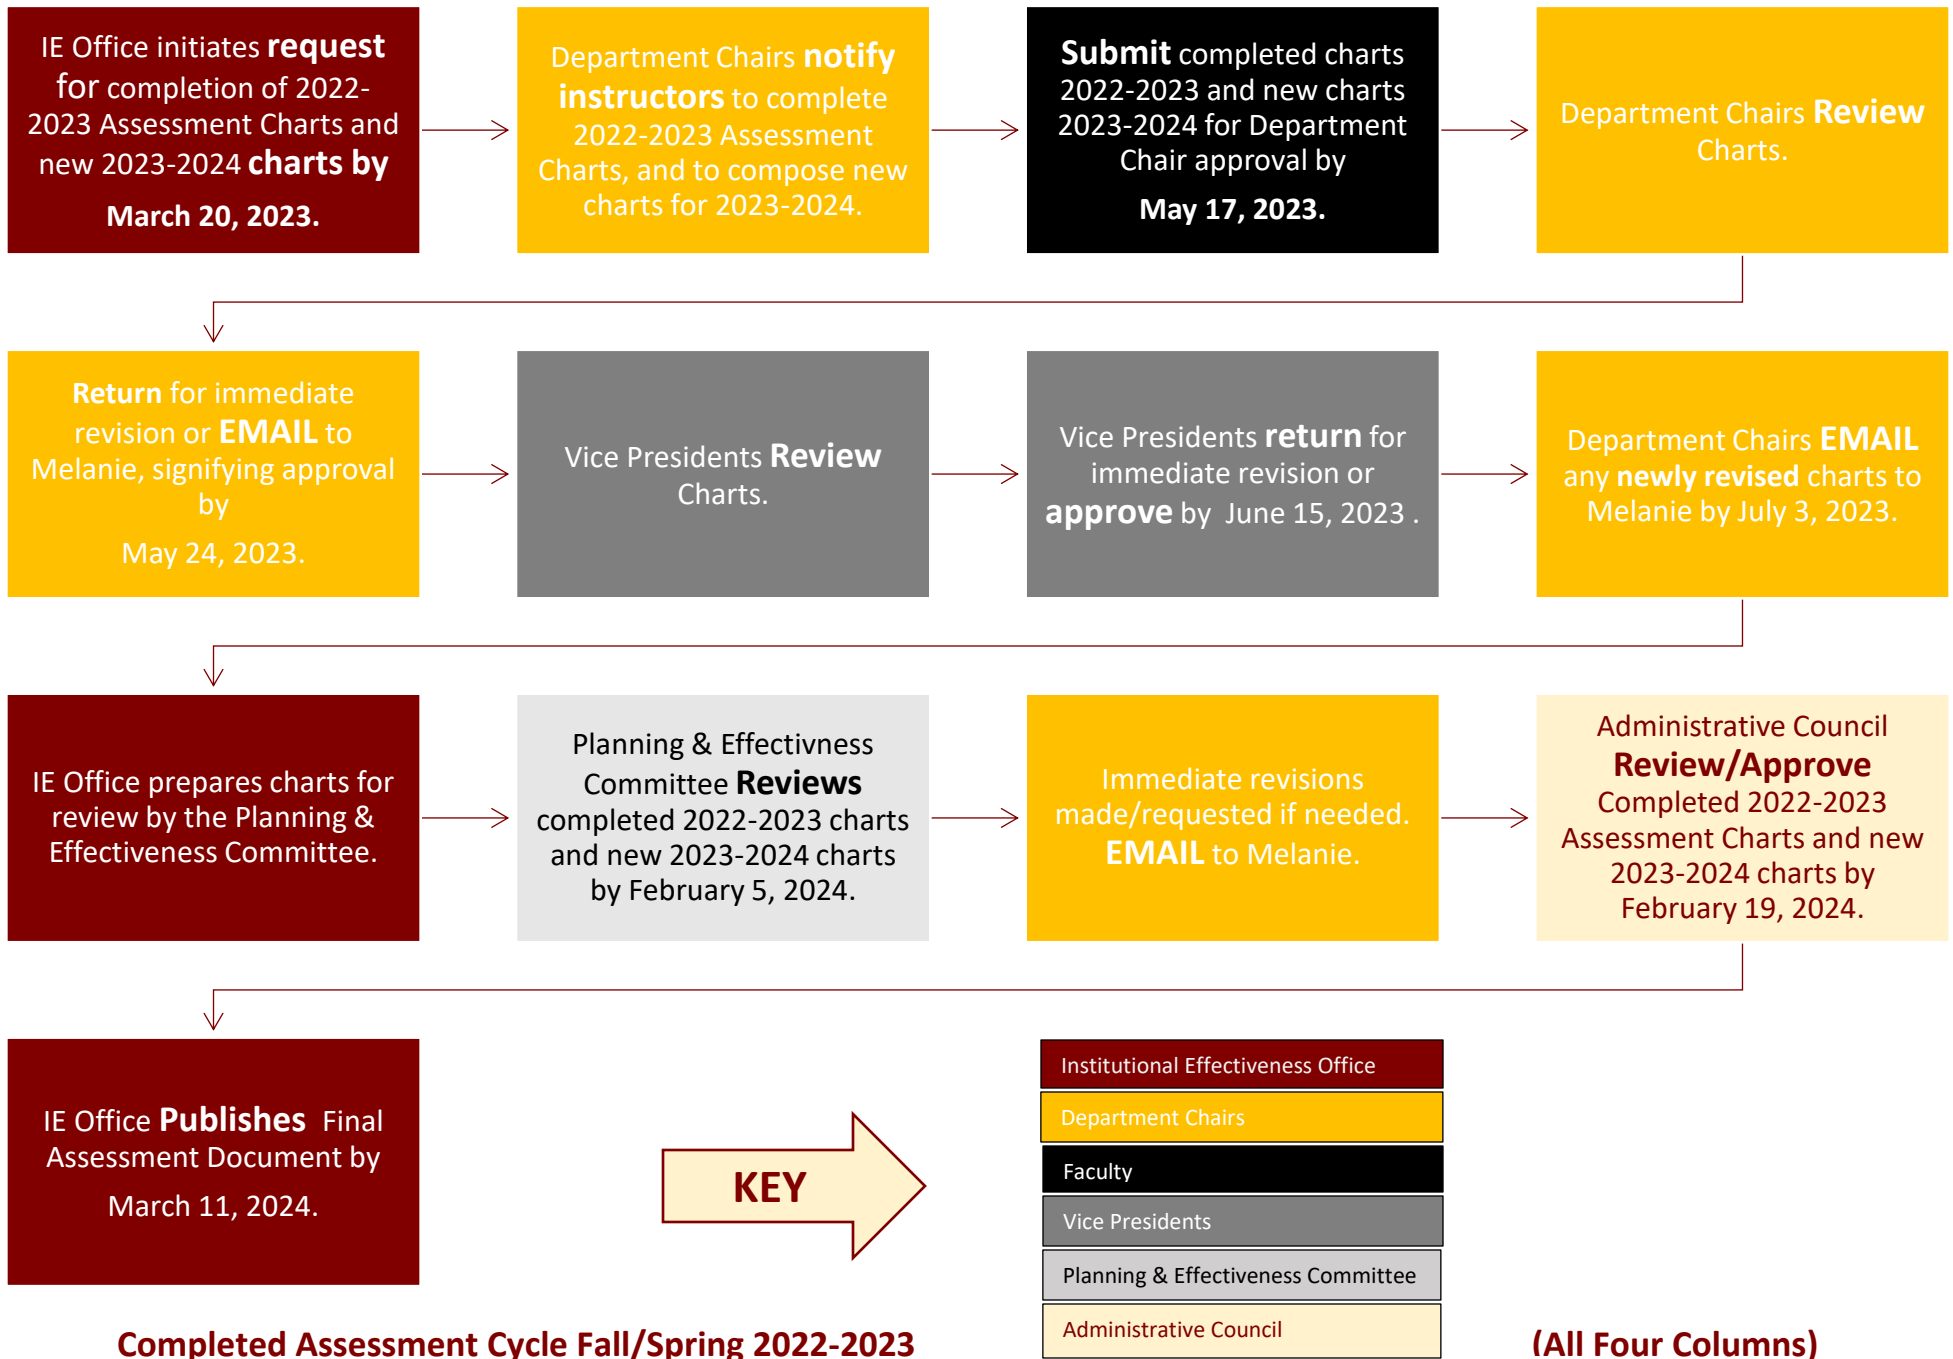 IE Office initiates request
for completion of 2022-
2023 Assessment Charts and
new 2023-2024 charts by
March 20, 2023.
Department Chairs notify
instructors to complete
2022-2023 Assessment
Charts, and to compose new
charts for 2023-2024.
Submit completed charts
2022-2023 and new charts
2023-2024 for Department
Chair approval by
May 17, 2023.
Department Chairs Review
Charts.
Return for immediate
revision or EMAIL to
Melanie, signifying approval
by
May 24, 2023.
Vice Presidents Review
Charts.
Vice Presidents return for
immediate revision or
approve by June 15, 2023 .
Department Chairs EMAIL
any newly revised charts to
Melanie by July 3, 2023.
IE Office prepares charts for
review by the Planning &
Effectiveness Committee.
Planning & Effectivness
Committee Reviews
completed 2022-2023 charts
and new 2023-2024 charts
by February 5, 2024.
Immediate revisions
made/requested if needed.
EMAIL to Melanie.
Administrative Council
Review/Approve
Completed 2022-2023
Assessment Charts and new
2023-2024 charts by
February 19, 2024.
IE Office Publishes Final
Assessment Document by
March 11, 2024.
KEY
Institutional Effectiveness Office
Department Chairs
Faculty
Vice Presidents
Planning & Effectiveness Committee
Administrative Council
Completed Assessment Cycle Fall/Spring 2022-2023
(All Four Columns)